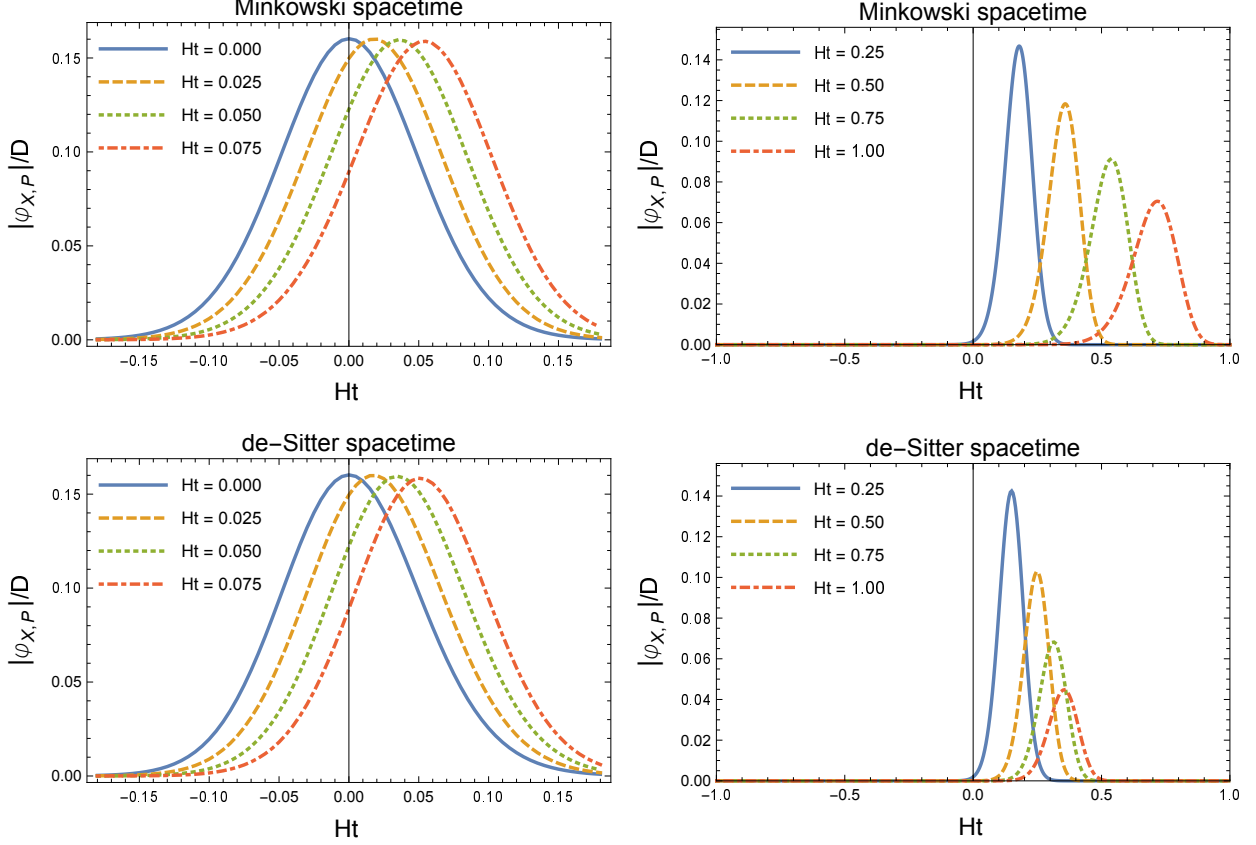 Minkowski spacetime
Ht = 0.000
Ht = 0.025
Ht = 0.050
Ht = 0.075
|φX,P|/D
0.15
0.10
0.05
0.00
−0.15 −0.10 −0.05 0.00 0.05 0.10 0.15
Ht
Minkowski spacetime
Ht = 0.25
Ht = 0.50
Ht = 0.75
Ht = 1.00
|φX,P|/D
0.14
0.12
0.10
0.08
0.06
0.04
0.02
0.00
−1.0 −0.5 0.0 0.5 1.0
Ht
de−Sitter spacetime
Ht = 0.000
Ht = 0.025
Ht = 0.050
Ht = 0.075
|φX,P|/D
0.15
0.10
0.05
0.00
−0.15 −0.10 −0.05 0.00 0.05 0.10 0.15
Ht
de−Sitter spacetime
Ht = 0.25
Ht = 0.50
Ht = 0.75
Ht = 1.00
|φX,P|/D
0.14
0.12
0.10
0.08
0.06
0.04
0.02
0.00
−1.0 −0.5 0.0 0.5 1.0
Ht